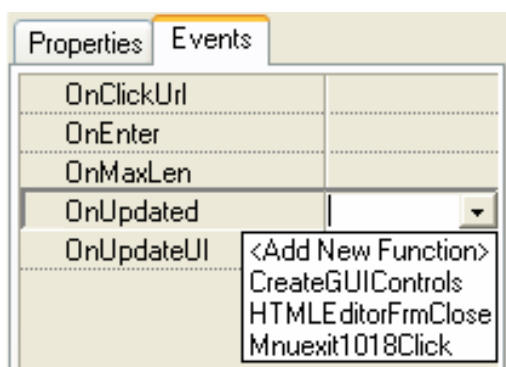 Properties Events
OnClickUrl
OnEnter
OnMaxLen
OnUpdated
OnUpdateUI
<Add New Function>
CreateGUIControls
HTMLEditorFrmClose
Mnuexit1018Click